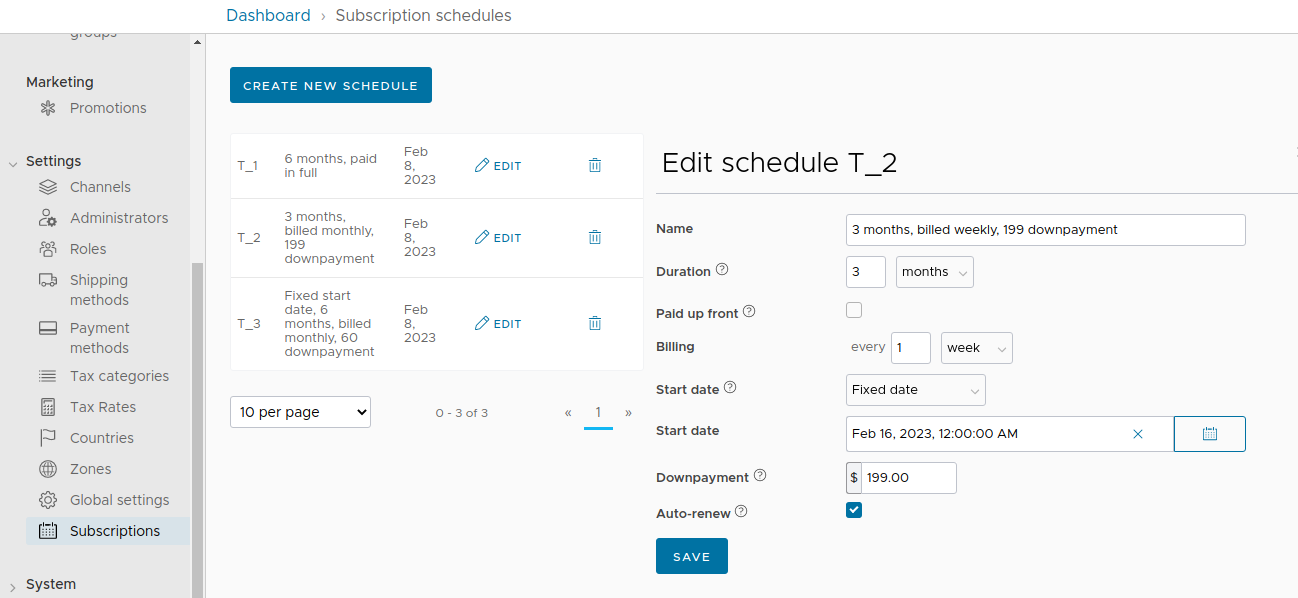 Dashboard › Subscription schedules
groups
Marketing
Promotions
Settings
Channels
Administrators
Roles
Shipping
methods
Payment
methods
Tax categories
Tax Rates
Countries
Zones
Global settings
Subscriptions
System
CREATE NEW SCHEDULE
T_1
6 months, paid
in full
Feb
8,
2023
EDIT
T_2
3 months,
billed monthly,
199
downpayment
Feb
8,
2023
EDIT
T_3
Fixed start
date, 6
months, billed
monthly, 60
downpayment
Feb
8,
2023
EDIT
10 per page
0 - 3 of 3
« 1 »
Edit schedule T_2
Name
3 months, billed weekly, 199 downpayment
Duration ?
3 months
Paid up front ?
Billing
every 1 week
Start date ?
Fixed date
Start date
Feb 16, 2023, 12:00:00 AM
Downpayment ?
$ 199.00
Auto-renew ?
SAVE